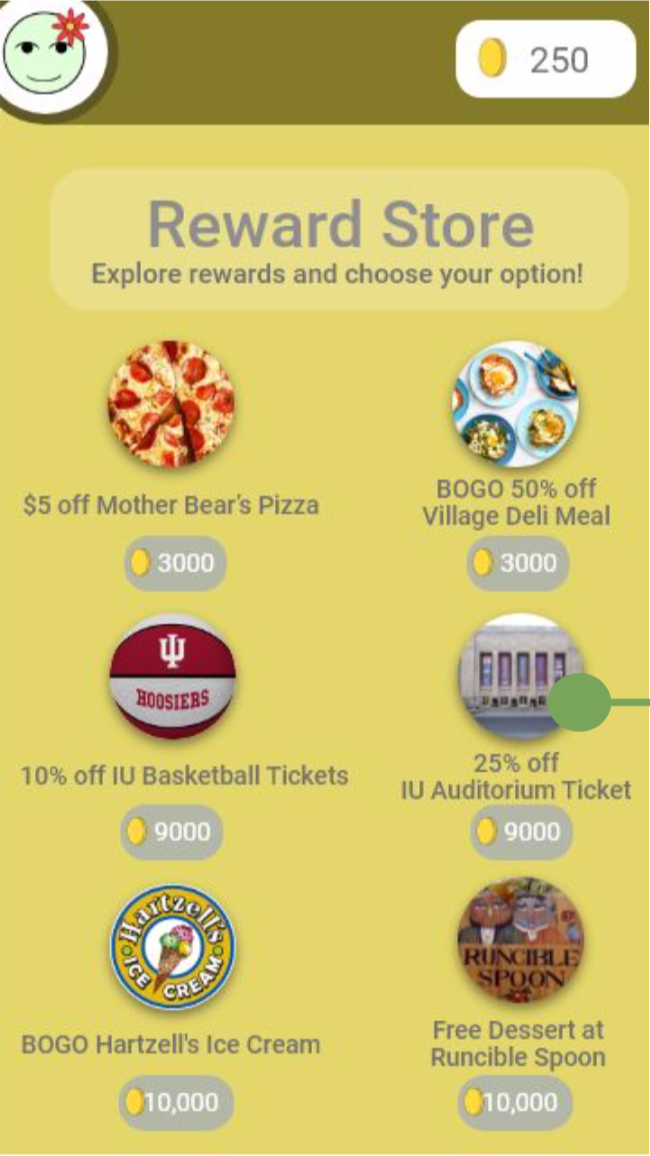 250
Reward Store
Explore rewards and choose your option!
$5 off Mother Bear's Pizza
3000
BOGO 50% off
Village Deli Meal
3000
HOOSIERS
10% off IU Basketball Tickets
9000
25% off
IU Auditorium Ticket
9000
Hartzell's
ICE CREAM
BOGO Hartzell's Ice Cream
10,000
RUNCIBLE
SPOON
Free Dessert at
Runcible Spoon
10,000